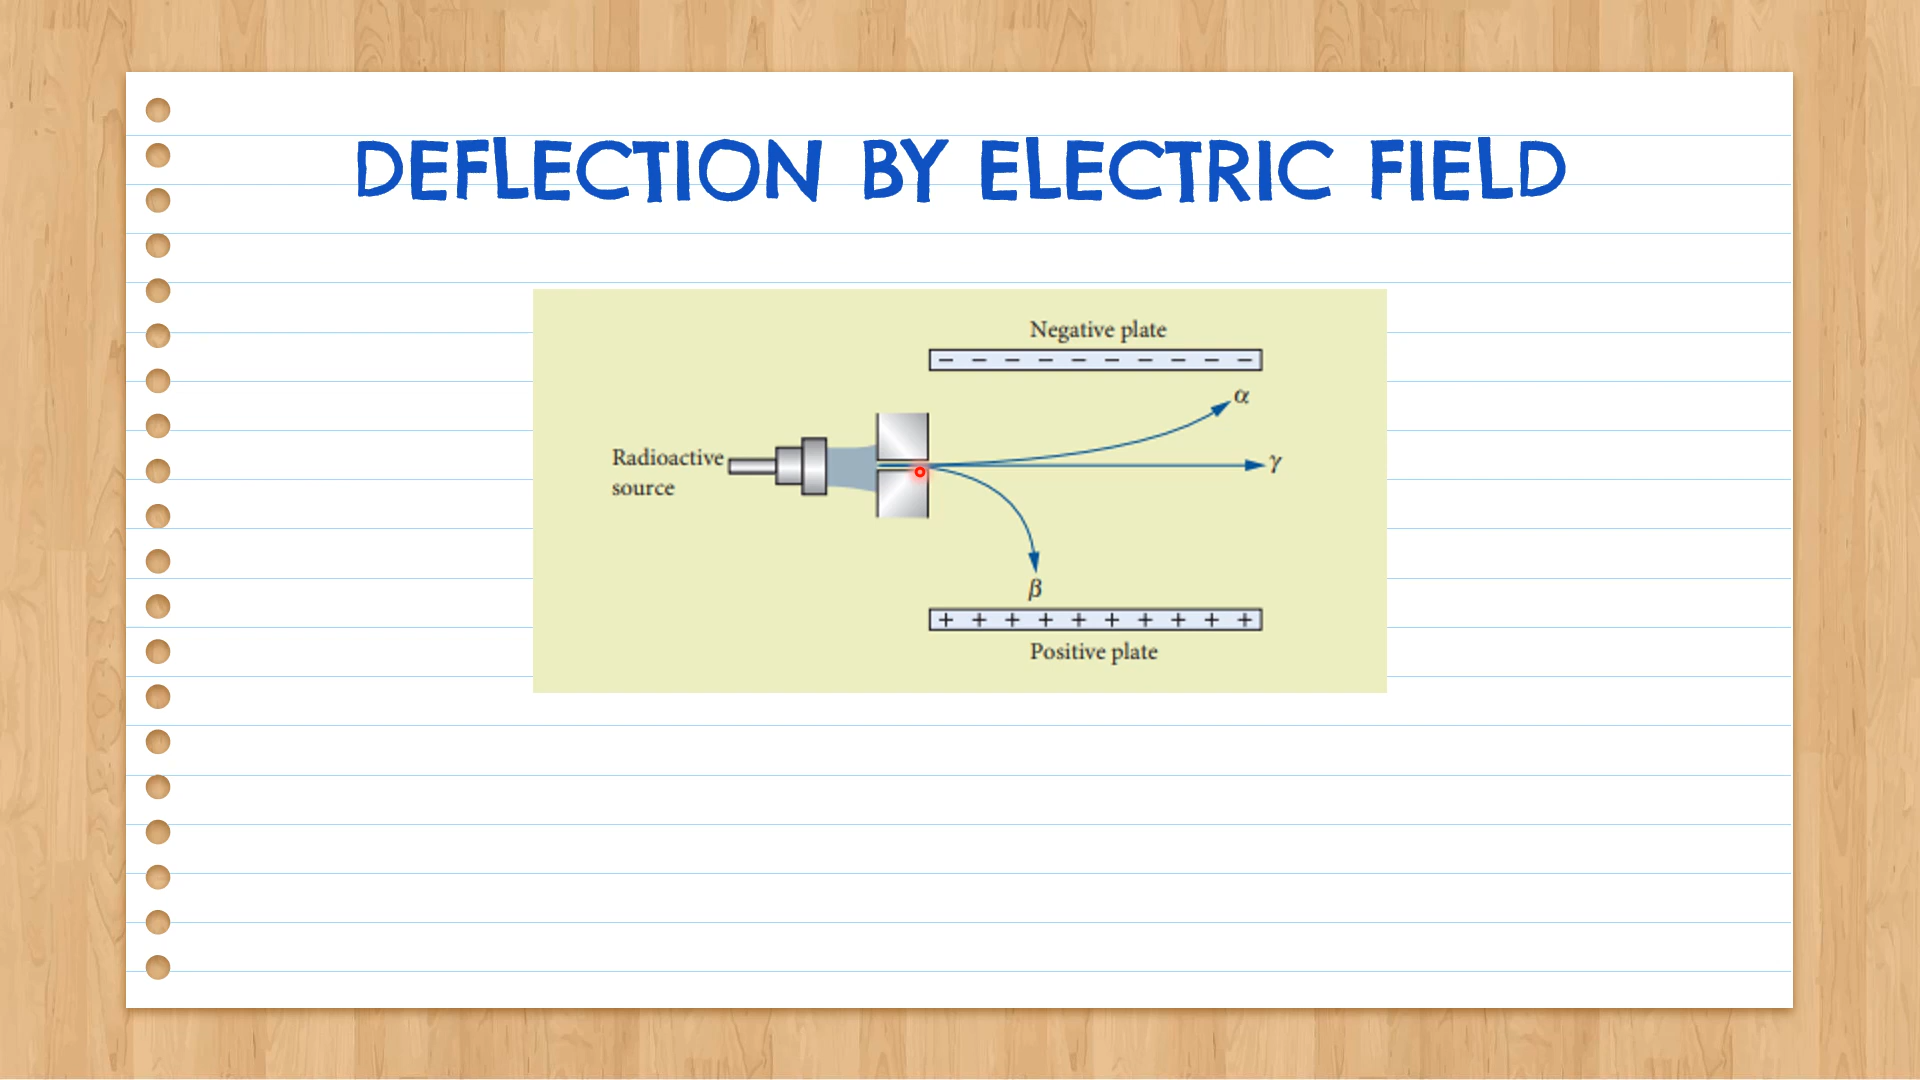 DEFLECTION BY ELECTRIC FIELD
Negative plate
− − − − − − − − − −
α
Radioactive
source
γ
β
+ + + + + + + + + +
Positive plate